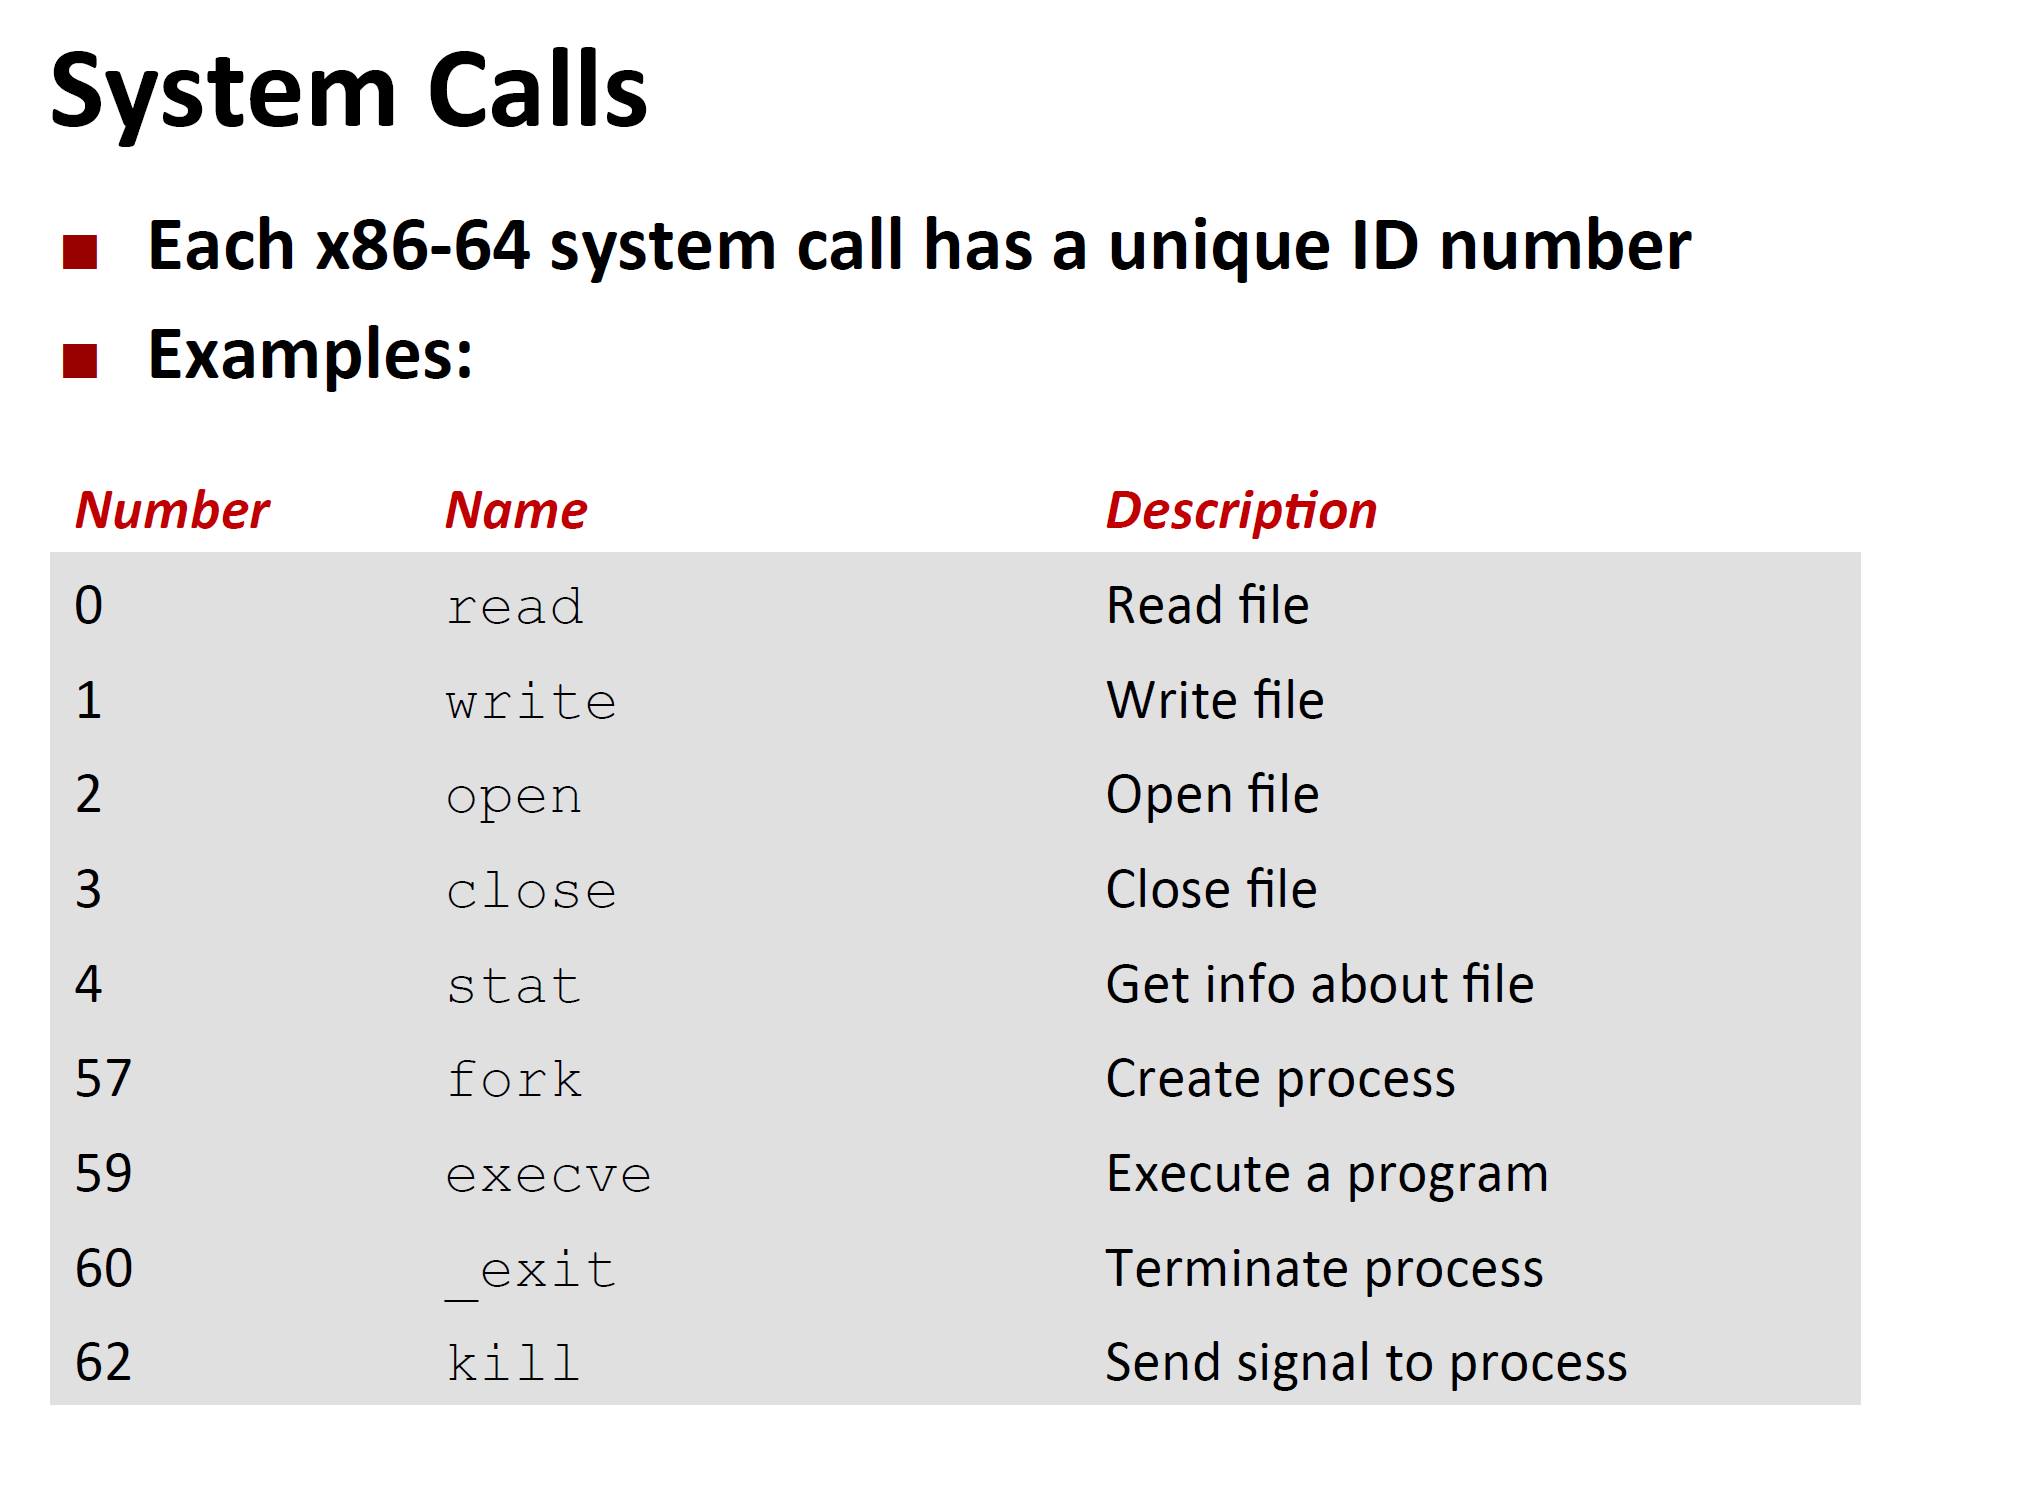 System Calls
Each x86-64 system call has a unique ID number
Examples:
Number Name Description
0 read Read file
1 write Write file
2 open Open file
3 close Close file
4 stat Get info about file
57 fork Create process
59 execve Execute a program
60 _exit Terminate process
62 kill Send signal to process